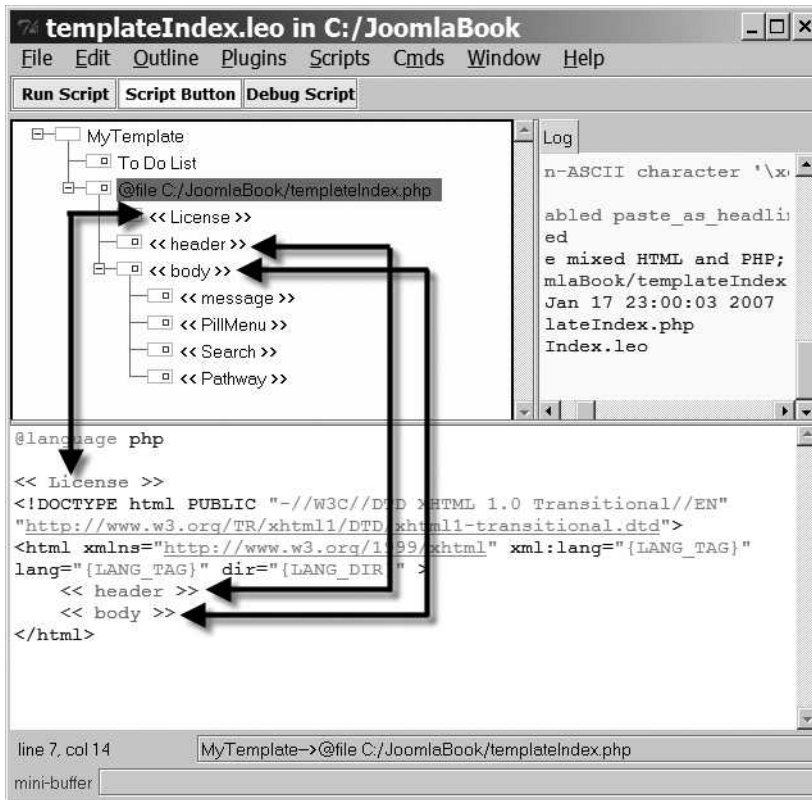 templateIndex.leo in C:/JoomlaBook
File Edit Outline Plugins Scripts Cmds Window Help
Run Script Script Button Debug Script
MyTemplate
To Do List
@file C:/JoomlaBook/templateIndex.php
<< License >>
<< header >>
<< body >>
<< message >>
<< PillMenu >>
<< Search >>
<< Pathway >>
Log
n-ASCII character '\x
abled paste_as_headli
ed
e mixed HTML and PHP;
mlaBook/templateIndex
Jan 17 23:00:03 2007
lateIndex.php
Index.leo
@language php
<< License >>
<!DOCTYPE html PUBLIC "-//W3C//DTD XHTML 1.0 Transitional//EN"
"http://www.w3.org/TR/xhtml1/DTD/xhtml1-transitional.dtd">
<html xmlns="http://www.w3.org/1999/xhtml" xml:lang="{LANG_TAG}"
lang="{LANG_TAG}" dir="{LANG_DIR}" >
<< header >>
<< body >>
</html>
line 7, col 14
MyTemplate-->@file C:/JoomlaBook/templateIndex.php
mini-buffer